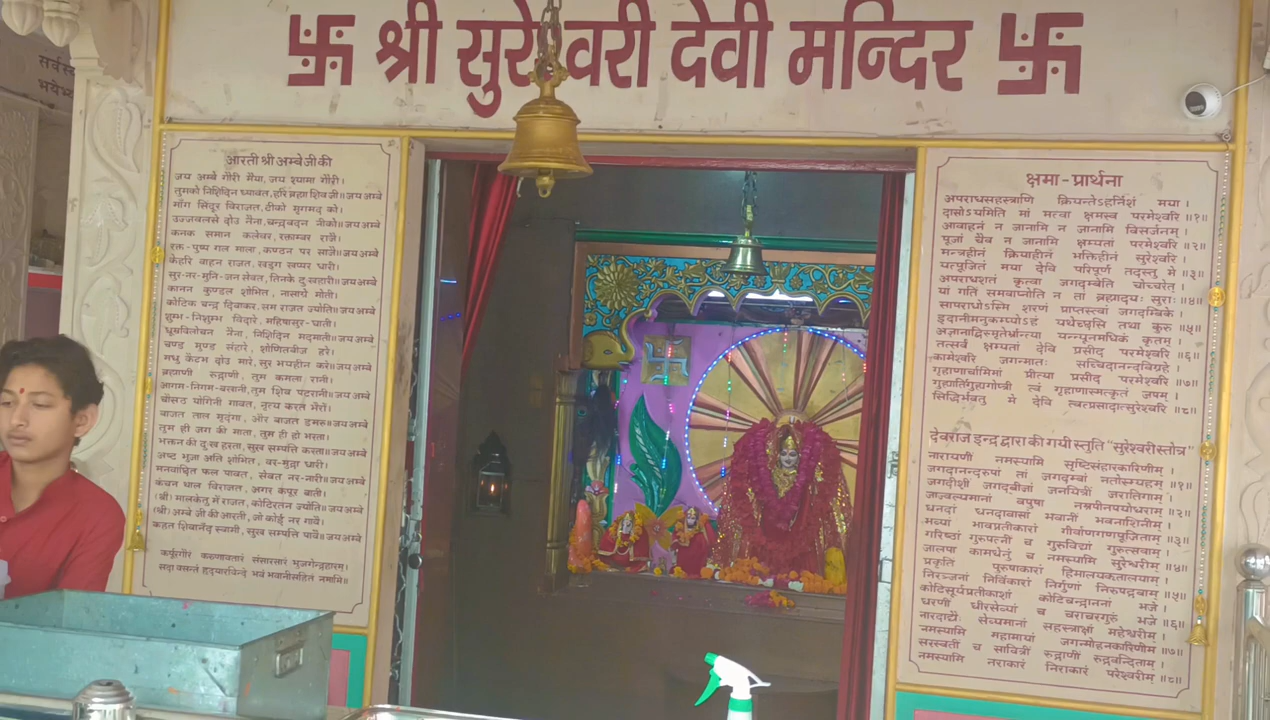 श्री सुरेश्वरी देवी मन्दिर
सर्वस्
भयेभ्य
आरती श्री अम्बे जी की
जय अम्बे गौरी मैया, जय श्यामा गौरी।
तुमको निशिदिन ध्यावत, हरि ब्रह्मा शिवजी॥जय अम्बे
माँग सिंदूर विराजत, टीको मृगमद को।
उज्जवलसे दोउ नैना, चन्द्रवदन नीको॥जय अम्बे
कनक समान कलेवर, रक्ताम्बर राजै।
रक्त-पुष्प गल माला, कण्ठन पर साजै॥जय अम्बे
केहरि वाहन राजत, खड्ग खप्पर धारी।
सुर-नर-मुनि-जन सेवत, तिनके दुःखहारी॥जय अम्बे
कानन कुण्डल शोभित, नासाग्रे मोती।
कोटिक चन्द्र दिवाकर, सम राजत ज्योति॥जय अम्बे
शुम्भ-निशुम्भ विदारे, महिषासुर-घाती।
धूम्रविलोचन नैना, निशिदिन मदमाती॥जय अम्बे
चण्ड मुण्ड संहारे, शोणितबीज हरे।
मधु कैटभ दोउ मारे, सुर भयहीन करे॥जय अम्बे
ब्रह्माणी रुद्राणी, तुम कमला रानी।
आगम-निगम-बखानी, तुम शिव पटरानी॥जय अम्बे
चौंसठ योगिनी गावत, नृत्य करत भैरों।
बाजत ताल मृदंगा, और बाजत डमरु॥जय अम्बे
तुम ही जग की माता, तुम ही हो भरता।
भक्तन की दुःख हरता, सुख सम्पत्ति करता॥जय अम्बे
अष्ट भुजा अति शोभित, वर-मुद्रा धारी।
मनवांछित फल पावत, सेवत नर-नारी॥जय अम्बे
कंचन थाल विराजत, अगर कपूर बाती।
(श्री) मालकेतु में राजत, कोटिरतन ज्योति॥जय अम्बे
(श्री) अम्बे जी की आरती, जो कोई नर गावै।
कहत शिवानंद स्वामी, सुख सम्पत्ति पावै॥जय अम्बे
कर्पूरगौरं करुणावतारं संसारसारं भुजगेन्द्रहारम्।
सदा वसन्तं हृदयारविन्दे भवं भवानीसहितं नमामि॥
क्षमा-प्रार्थना
अपराधसहस्त्राणि क्रियन्तेऽहर्निशं मया।
दासोऽयमिति मां मत्वा क्षमस्व परमेश्वरि॥१॥
आवाहनं न जानामि न जानामि विसर्जनम्।
पूजां चैव न जानामि क्षम्यतां परमेश्वरि॥२॥
मन्त्रहीनं क्रियाहीनं भक्तिहीनं सुरेश्वरि।
यत्पूजितं मया देवि परिपूर्णं तदस्तु मे॥३॥
अपराधशतं कृत्वा जगदम्बेति चोच्चरेत्।
यां गतिं समवाप्नोति न तां ब्रह्मादयः सुराः॥४॥
सापराधोऽस्मि शरणं प्राप्तस्त्वां जगदम्बिके।
इदानीमनुकम्प्योऽहं यथेच्छसि तथा कुरु॥५॥
अज्ञानाद्विस्मृतेर्भ्रान्त्या यन्न्यूनमधिकं कृतम्।
तत्सर्वं क्षम्यतां देवि प्रसीद परमेश्वरि॥६॥
कामेश्वरि जगन्मातः सच्चिदानन्दविग्रहे।
गृहाणार्चामिमां प्रीत्या प्रसीद परमेश्वरि॥७॥
गुह्यातिगुह्यगोप्त्री त्वं गृहाणास्मत्कृतं जपम्।
सिद्धिर्भवतु मे देवि त्वत्प्रसादात्सुरेश्वरि॥८॥
देवराज इन्द्र द्वारा की गयी स्तुति "सुरेश्वरी स्तोत्र"
नारायणी नमस्यामि सृष्टिसंहारकारिणीम्।
जगदानन्दरुपां तां जगदम्बां नतोस्म्यहम्॥१॥
जगदीशीं जगद्बीजां जनयित्रीं जरातिगाम्।
जाज्वल्यमानां वपुषा नम्रपीनपयोधराम्॥२॥
धनदां धनदावासां भवानीं भवनाशिनीम्।
भव्यां भावप्रतीकारां गीर्वाणगणपूजिताम्॥३॥
गरिष्ठां गुरुपत्नीं च गुरुविद्यां गुरुत्सवाम्।
जालपां कामधेनुं च नमस्यामि सुरेश्वरीम्॥४॥
प्रकृतिं पुरुषाकारां हिमालयकृतालयाम्।
निरञ्जनां निर्विकारां निर्गुणां निरुपद्रवाम्॥५॥
कोटिसूर्यप्रतीकाशां कोटिचन्द्राननां भजे।
धरणीं धीरसेव्यां च चराचरगुरुं भजे॥६॥
नारदाद्यैः सेव्यमानां सहस्त्राक्षीं महेश्वरीम्।
नमस्यामि महामायां जगन्मोहनकारिणीम्॥७॥
सरस्वतीं च सावित्रीं रुद्राणीं रुद्रवन्दिताम्।
नमस्यामि नराकारां निराकारां परेश्वरीम्॥८॥